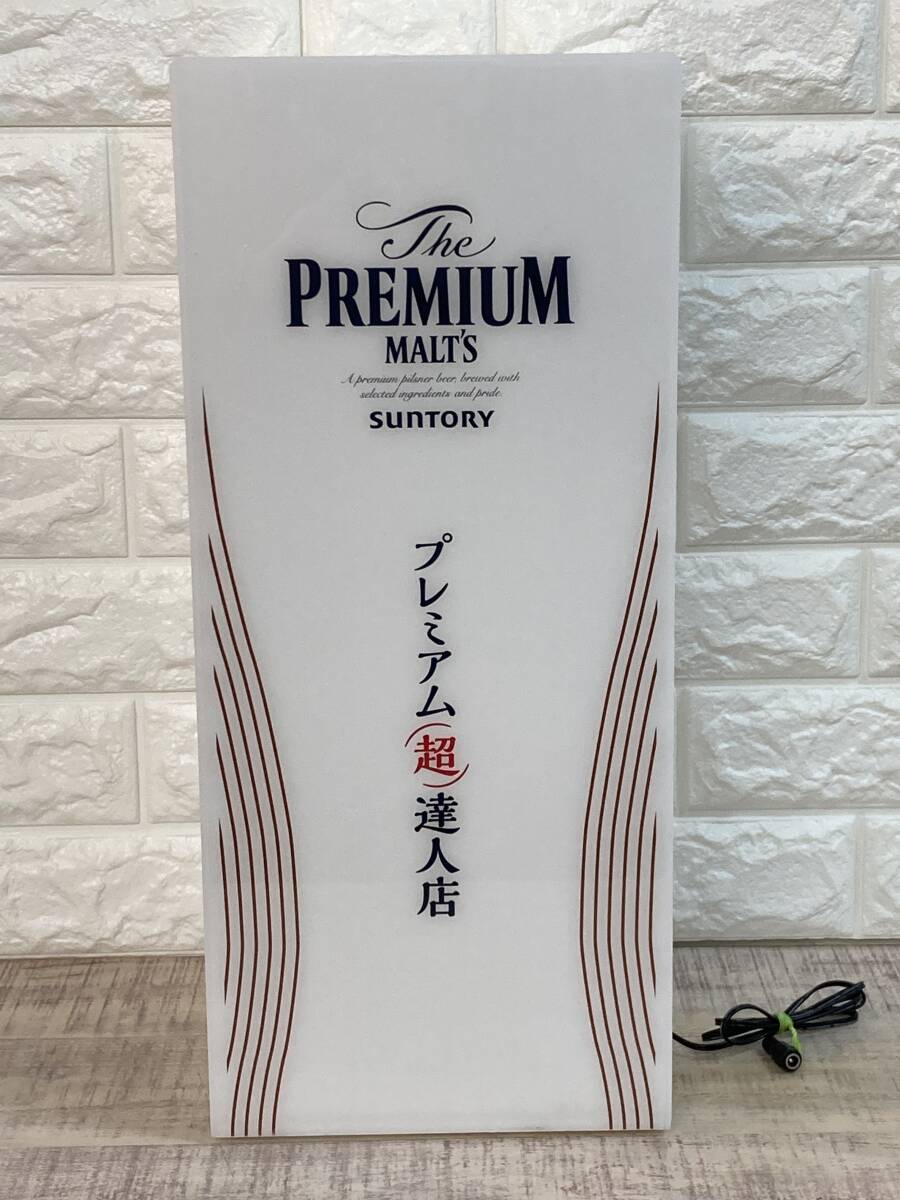 The
PREMIUM
MALT'S
A premium pilsner beer, brewed with
selected ingredients and pride.
SUNTORY
プレミアム(超)達人店